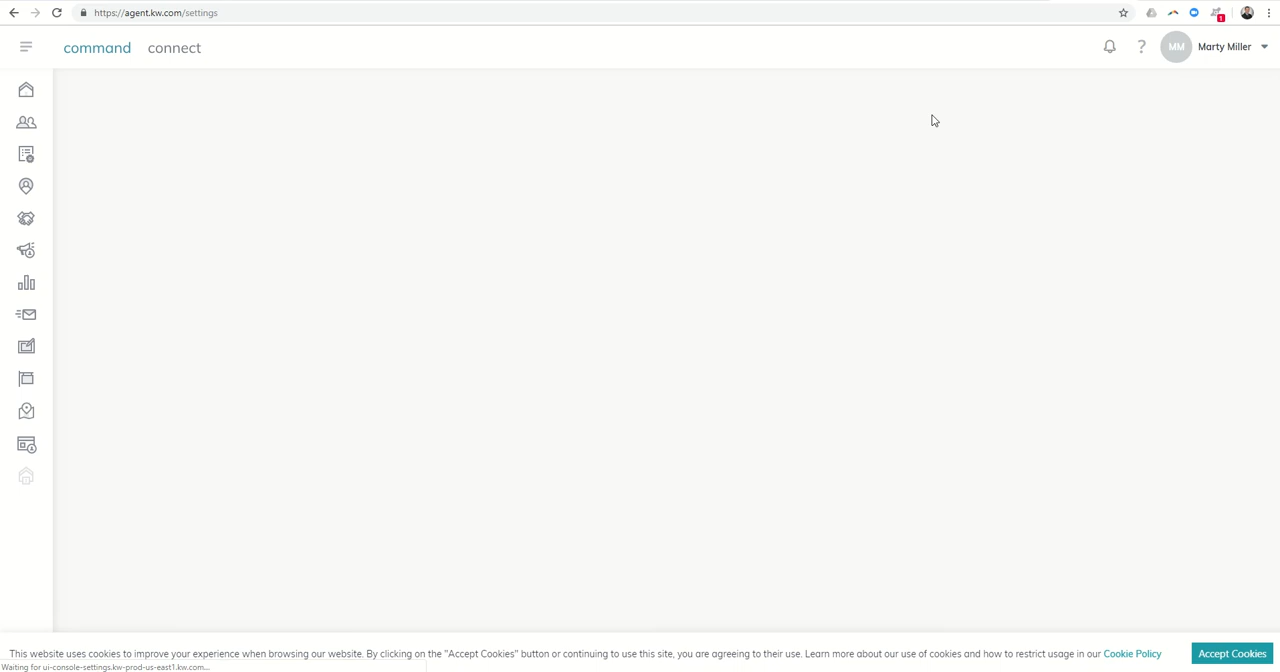 https://agent.kw.com/settings
1
command connect
? MM Marty Miller
This website uses cookies to improve your experience when browsing our website. By clicking on the "Accept Cookies" button or continuing to use this site, you are agreeing to their use. Learn more about our use of cookies and how to restrict usage in our Cookie Policy
Accept Cookies
Waiting for ui-console-settings.kw-prod-us-east1.kw.com...